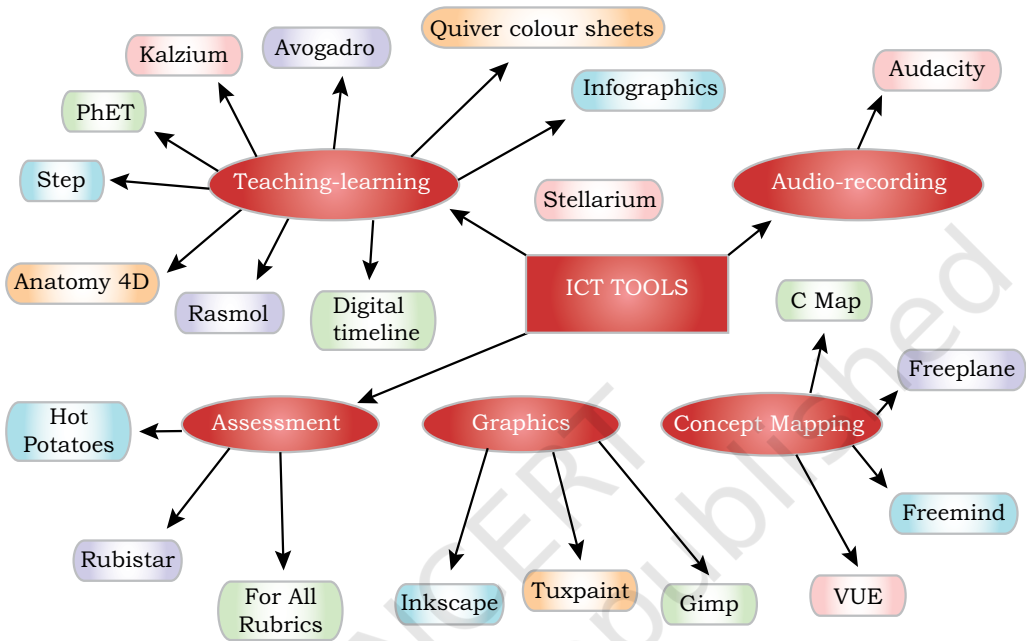 Quiver colour sheets
Avogadro
Kalzium
Audacity
Infographics
PhET
Step
Teaching-learning
Audio-recording
Stellarium
Anatomy 4D
ICT TOOLS
Rasmol
Digital
timeline
C Map
Freeplane
Hot
Potatoes
Assessment
Graphics
Concept Mapping
Freemind
Rubistar
For All
Rubrics
Inkscape
Tuxpaint
Gimp
VUE
NCERT
published